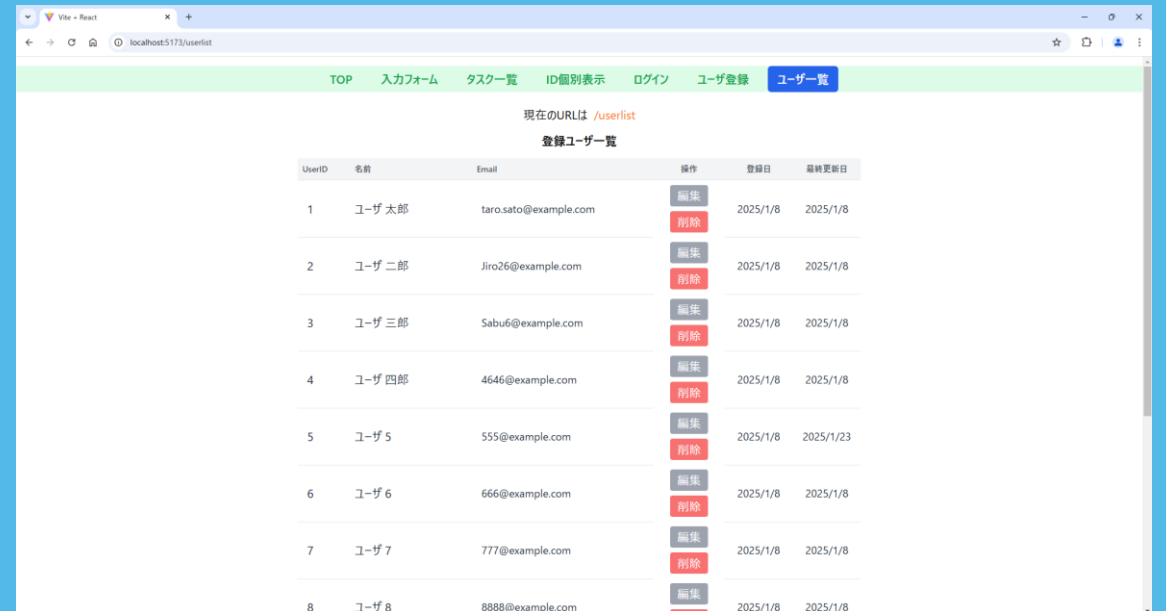 Vite + React
localhost:5173/userlist
TOP 入力フォーム タスク一覧 ID個別表示 ログイン ユーザ登録 ユーザ一覧
現在のURLは /userlist
登録ユーザ一覧
UserID 名前 Email 操作 登録日 最終更新日
1 ユーザ 太郎 taro.sato@example.com 編集 削除 2025/1/8 2025/1/8
2 ユーザ 二郎 Jiro26@example.com 編集 削除 2025/1/8 2025/1/8
3 ユーザ 三郎 Sabu6@example.com 編集 削除 2025/1/8 2025/1/8
4 ユーザ 四郎 4646@example.com 編集 削除 2025/1/8 2025/1/8
5 ユーザ 5 555@example.com 編集 削除 2025/1/8 2025/1/23
6 ユーザ 6 666@example.com 編集 削除 2025/1/8 2025/1/8
7 ユーザ 7 777@example.com 編集 削除 2025/1/8 2025/1/8
8 ユーザ 8 8888@example.com 編集 2025/1/8 2025/1/8